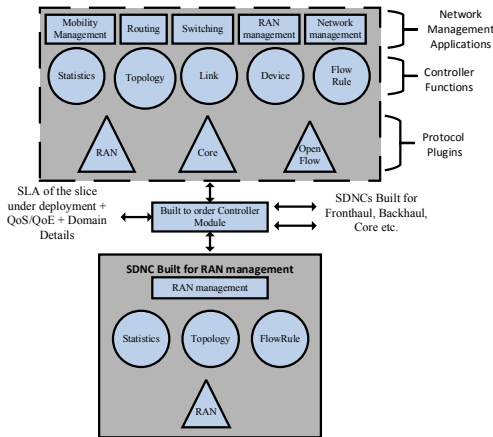 Mobility
Management
Routing
Switching
RAN
management
Network
management
Network
Management
Applications
Statistics
Topology
Link
Device
Flow
Rule
Controller
Functions
RAN
Core
Open
Flow
Protocol
Plugins
SLA of the slice
under deployment +
QoS/QoE + Domain
Details
Built to order Controller
Module
SDNCs Built for
Fronthaul, Backhaul,
Core etc.
SDNC Built for RAN management
RAN management
Statistics
Topology
FlowRule
RAN